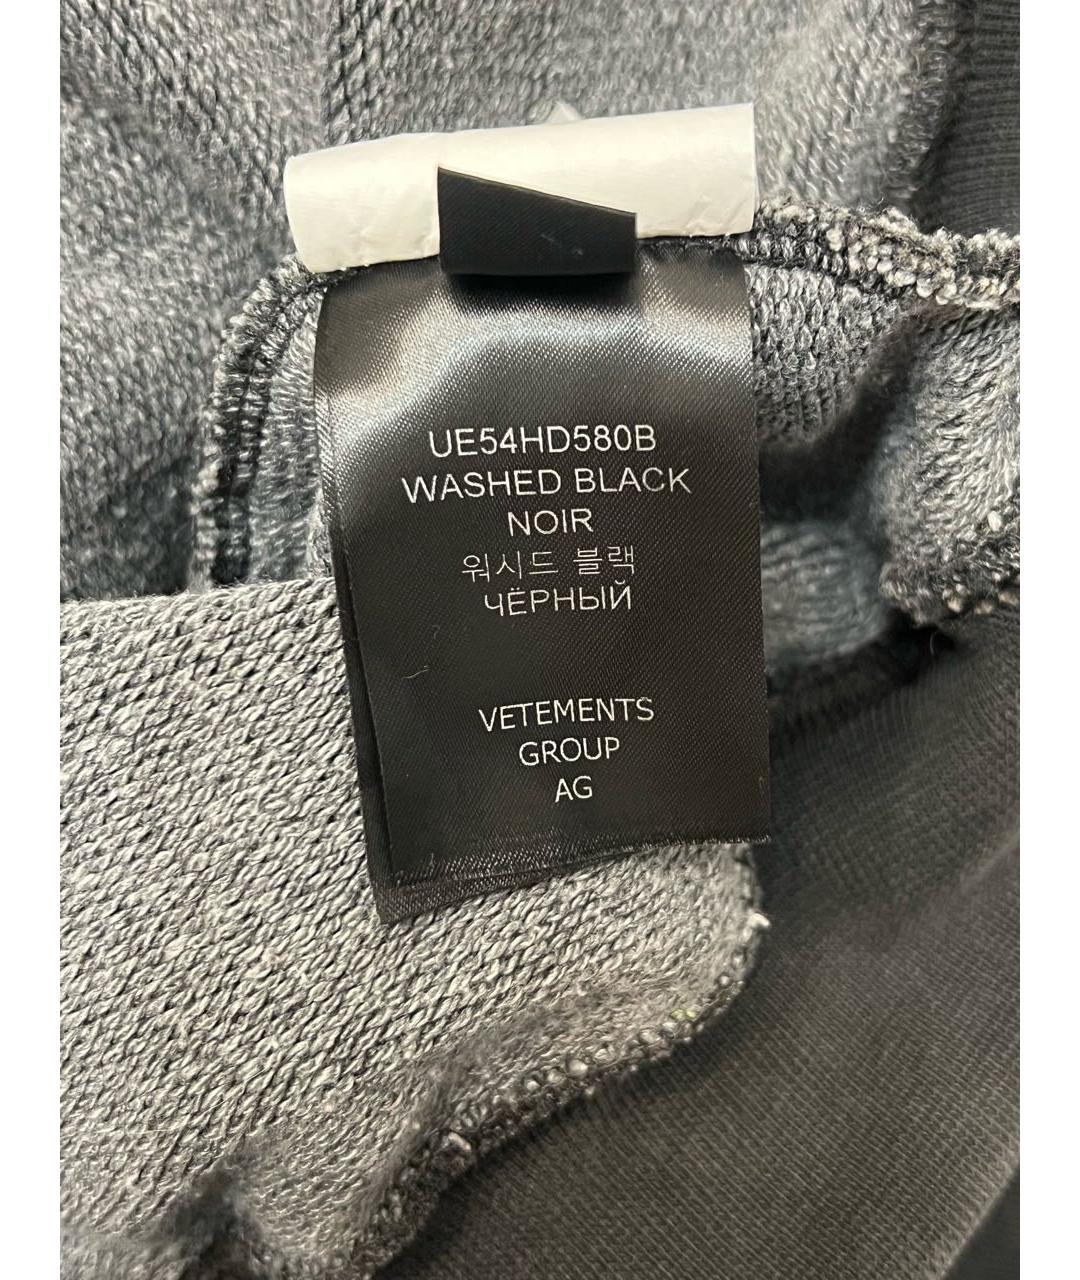 UE54HD580B
WASHED BLACK
NOIR
워시드 블랙
ЧЁРНЫЙ
VETEMENTS
GROUP
AG